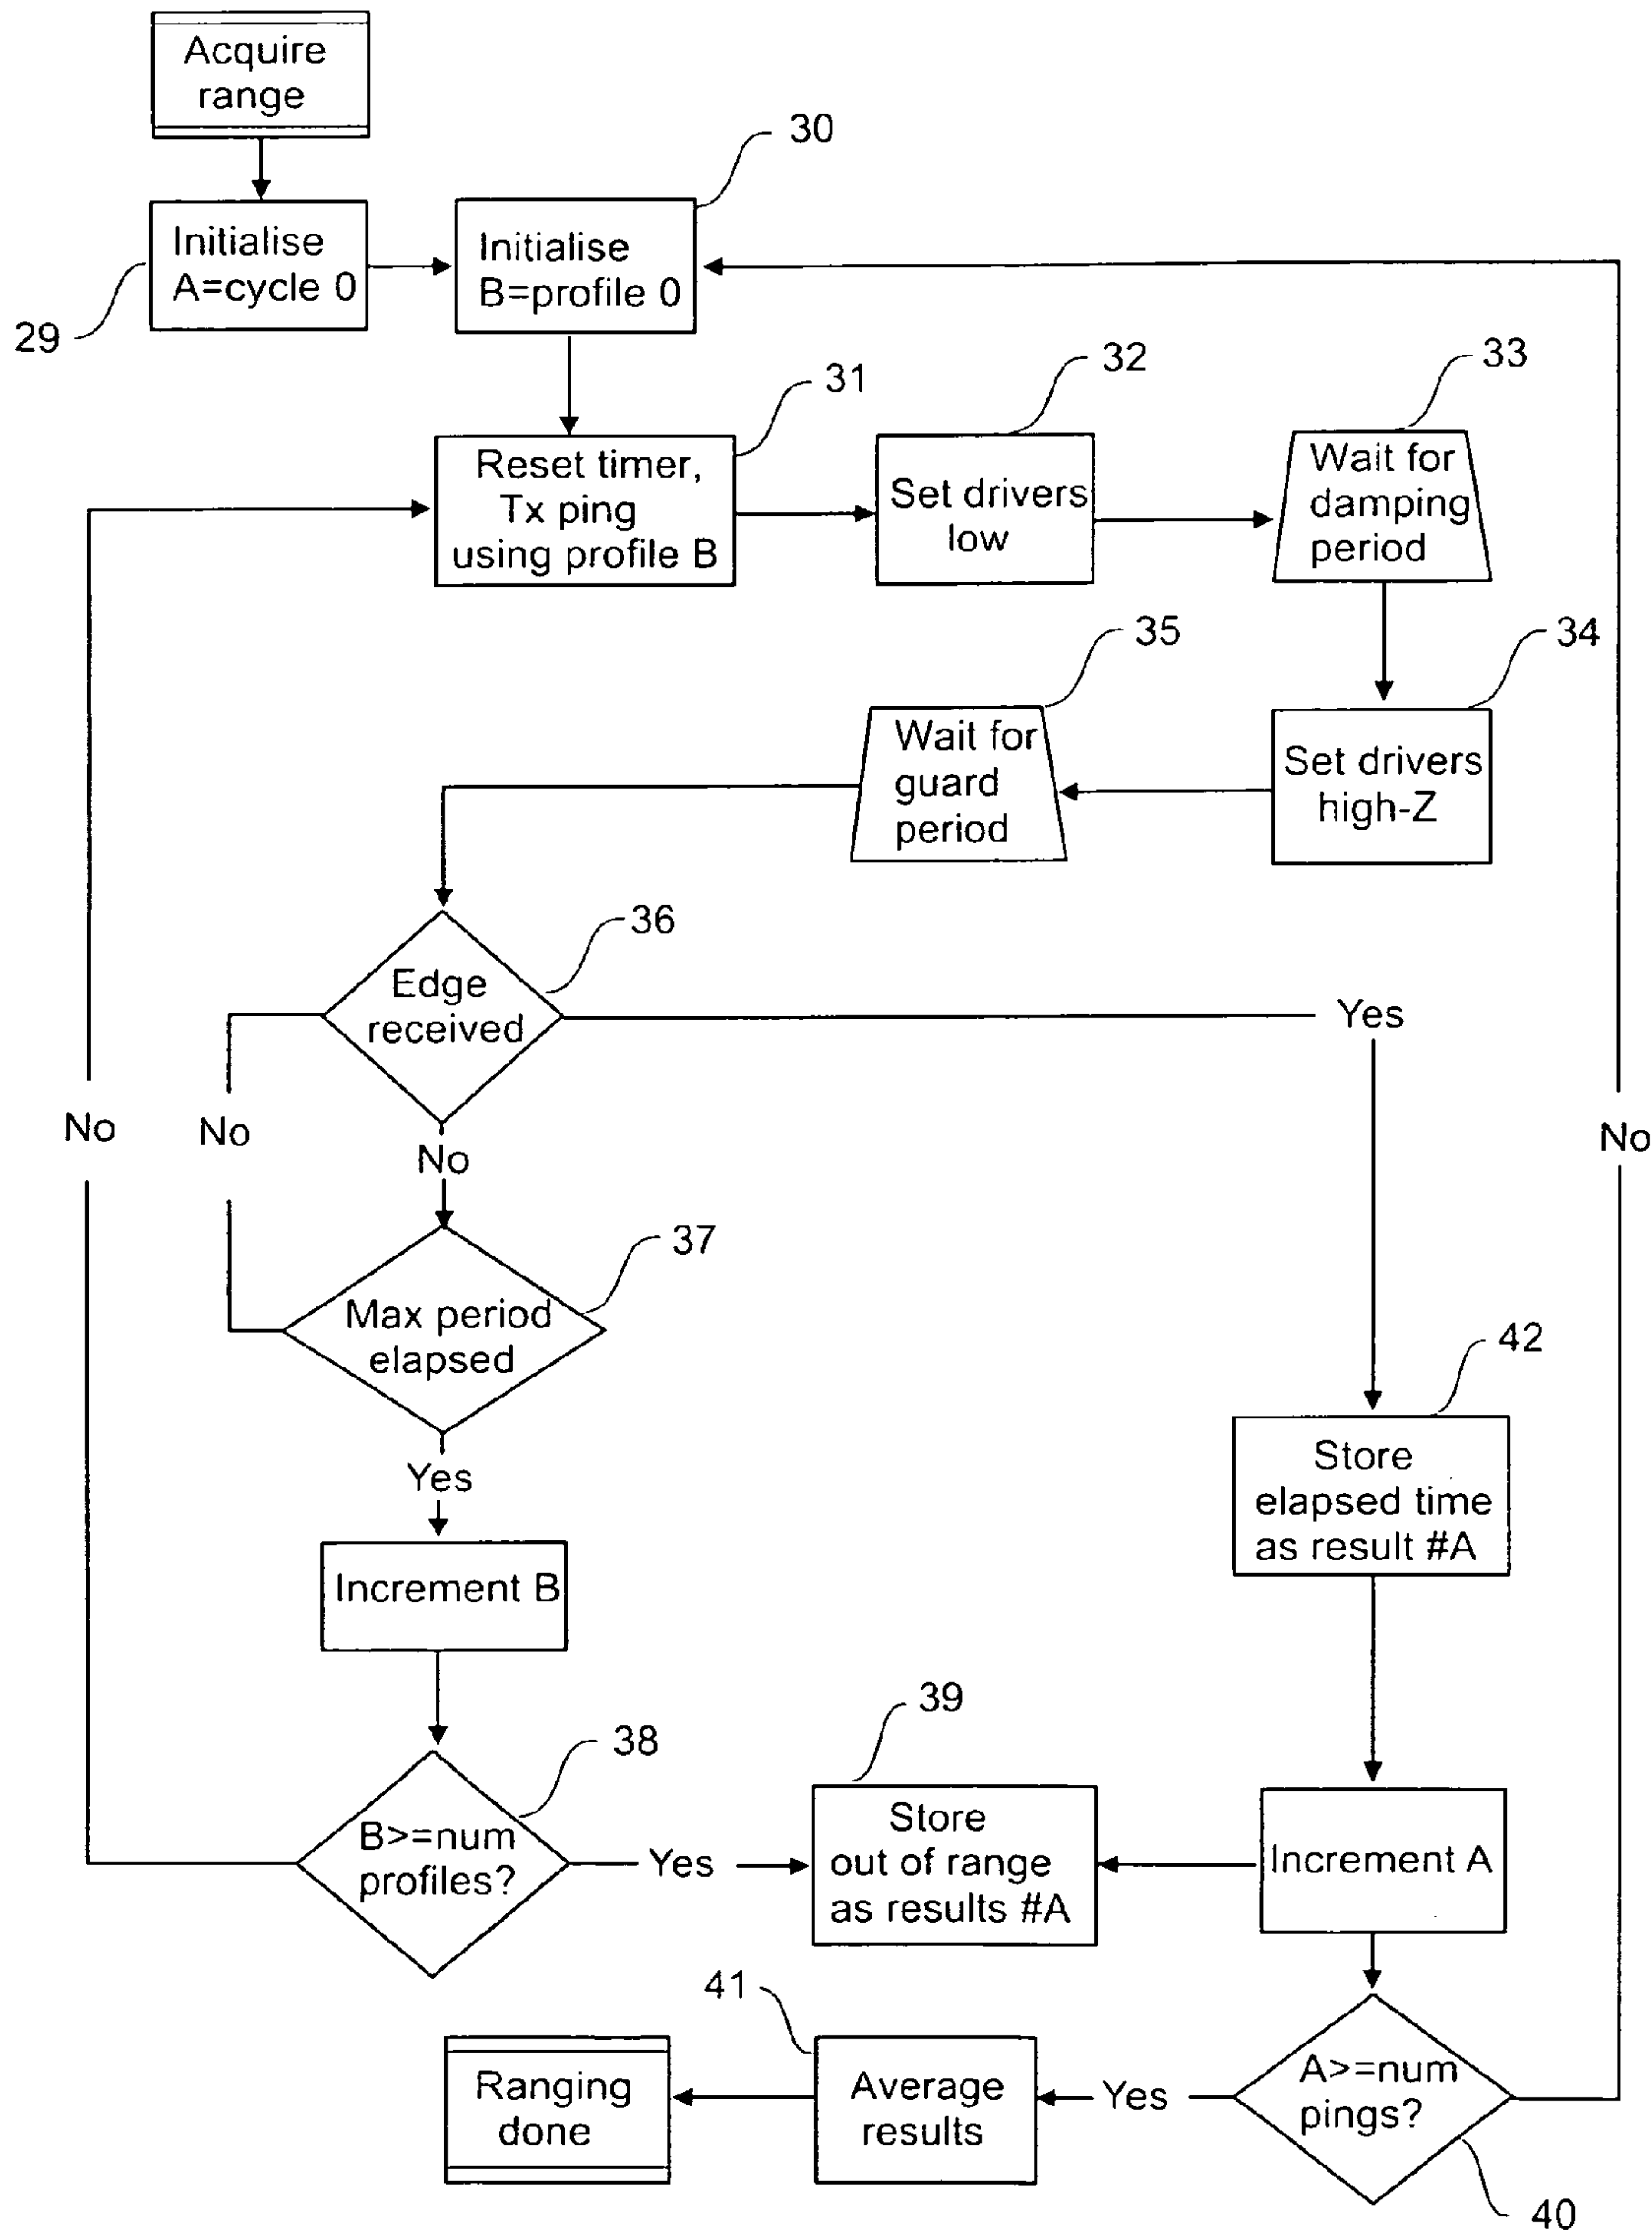 Acquire
range
30
Initialise
A=cycle 0
Initialise
B=profile 0
29
31
32
33
Reset timer,
Tx ping
using profile B
Set drivers
low
Wait for
damping
period
35
34
Wait for
guard
period
Set drivers
high-Z
36
Edge
received
Yes
No
No
No
No
37
Max period
elapsed
42
Yes
Store
elapsed time
as result #A
Increment B
39
38
B>=num
profiles?
Yes
Store
out of range
as results #A
Increment A
41
Ranging
done
Average
results
Yes
A>=num
pings?
40